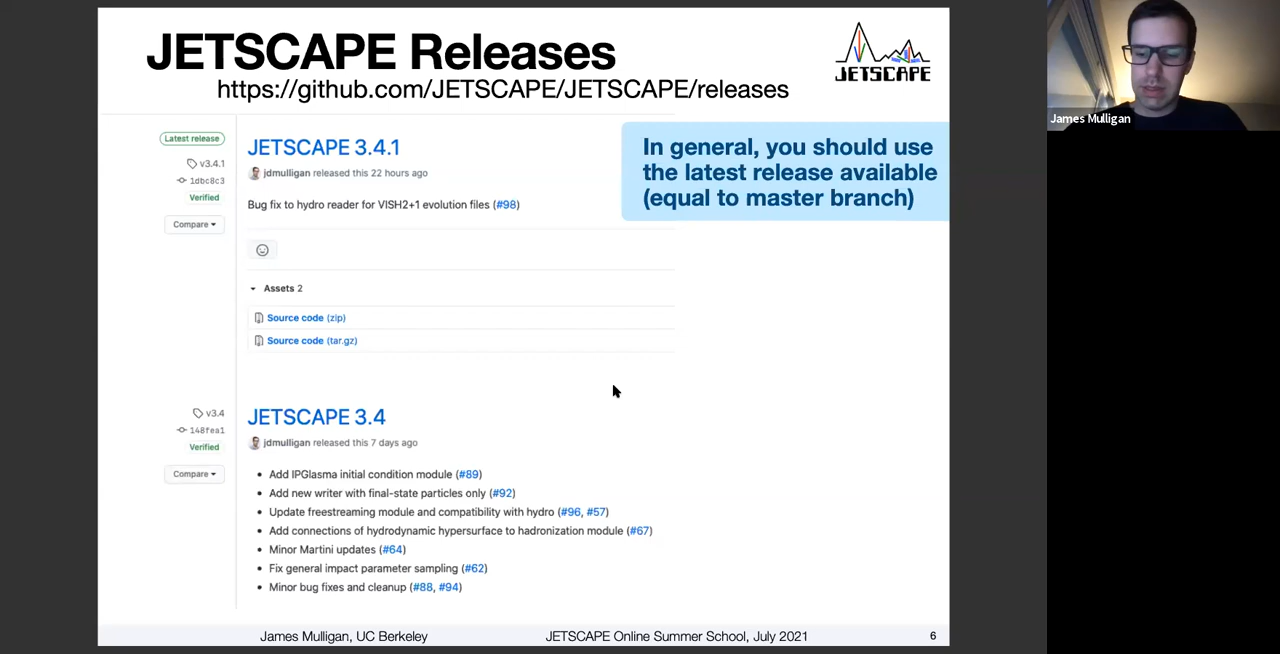 JETSCAPE Releases
https://github.com/JETSCAPE/JETSCAPE/releases
JETSCAPE
James Mulligan
Latest release
v3.4.1
1dbc8c3
Verified
Compare
JETSCAPE 3.4.1
jdmulligan released this 22 hours ago
Bug fix to hydro reader for VISH2+1 evolution files (#98)
In general, you should use
the latest release available
(equal to master branch)
Assets 2
Source code (zip)
Source code (tar.gz)
v3.4
148fea1
Verified
Compare
JETSCAPE 3.4
jdmulligan released this 7 days ago
• Add IPGlasma initial condition module (#89)
• Add new writer with final-state particles only (#92)
• Update freestreaming module and compatibility with hydro (#96, #57)
• Add connections of hydrodynamic hypersurface to hadronization module (#67)
• Minor Martini updates (#64)
• Fix general impact parameter sampling (#62)
• Minor bug fixes and cleanup (#88, #94)
James Mulligan, UC Berkeley
JETSCAPE Online Summer School, July 2021
6